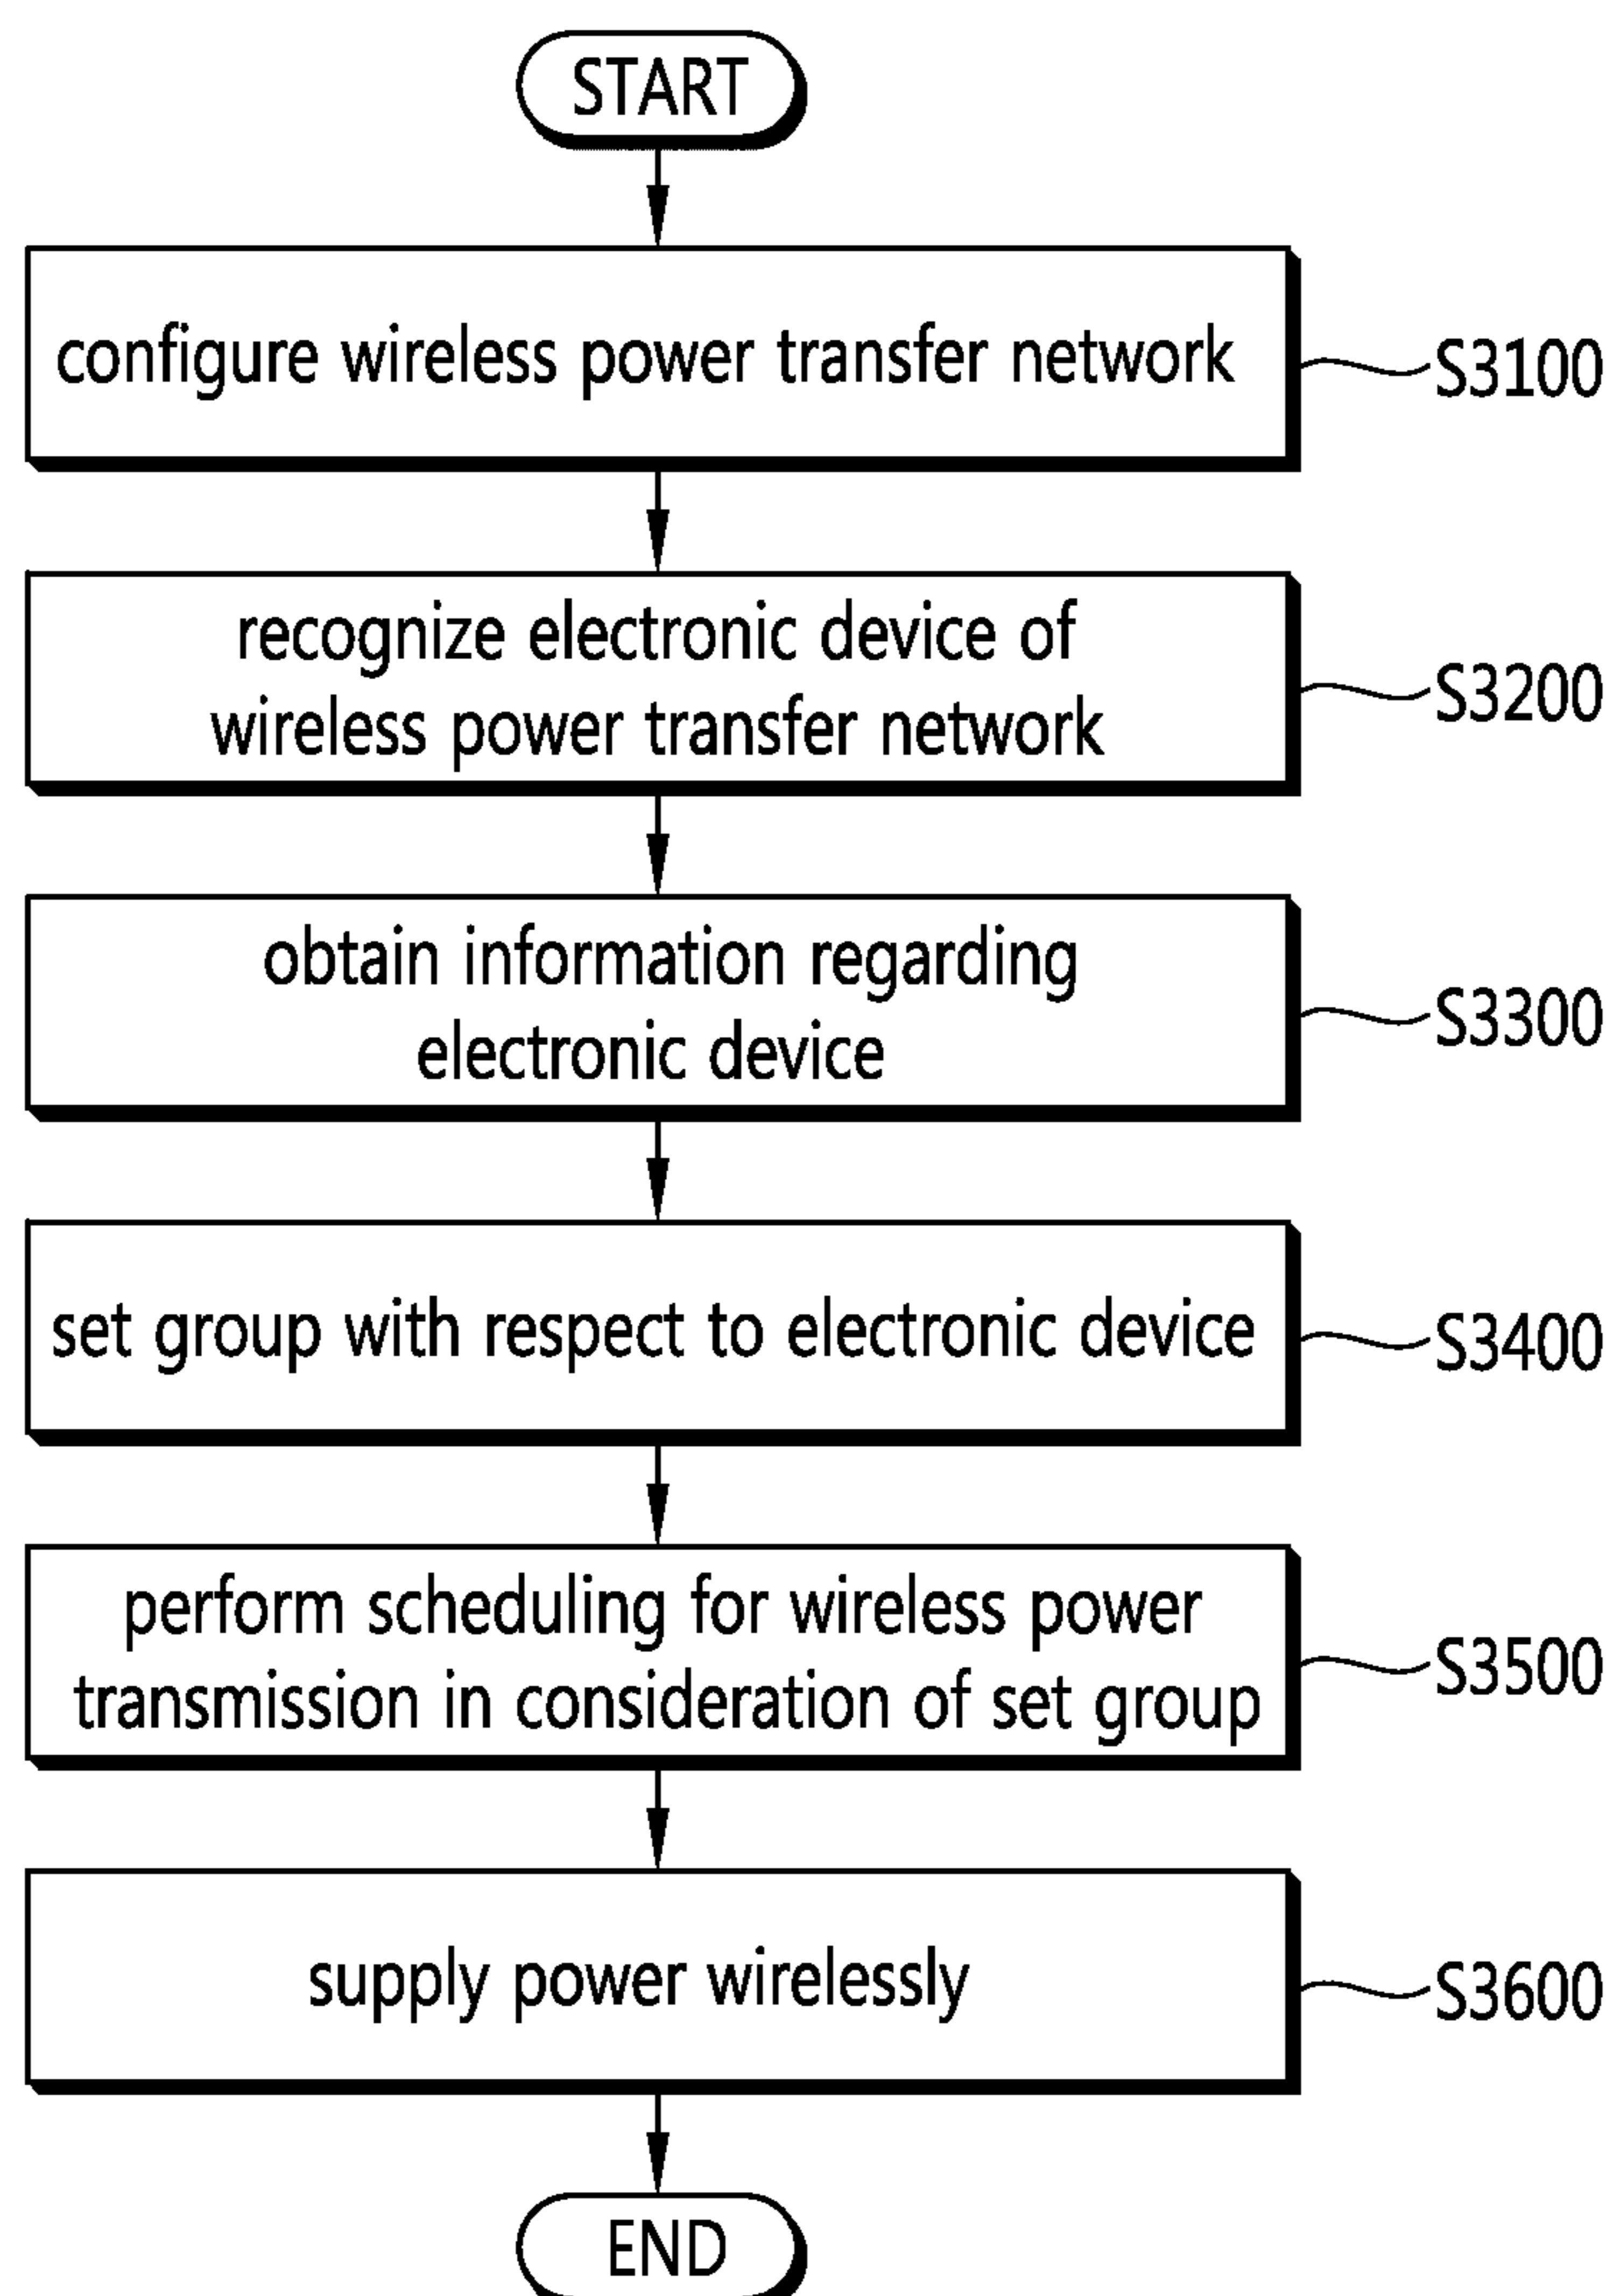 START
configure wireless power transfer network
S3100
recognize electronic device of
wireless power transfer network
S3200
obtain information regarding
electronic device
S3300
set group with respect to electronic device
S3400
perform scheduling for wireless power
transmission in consideration of set group
S3500
supply power wirelessly
S3600
END